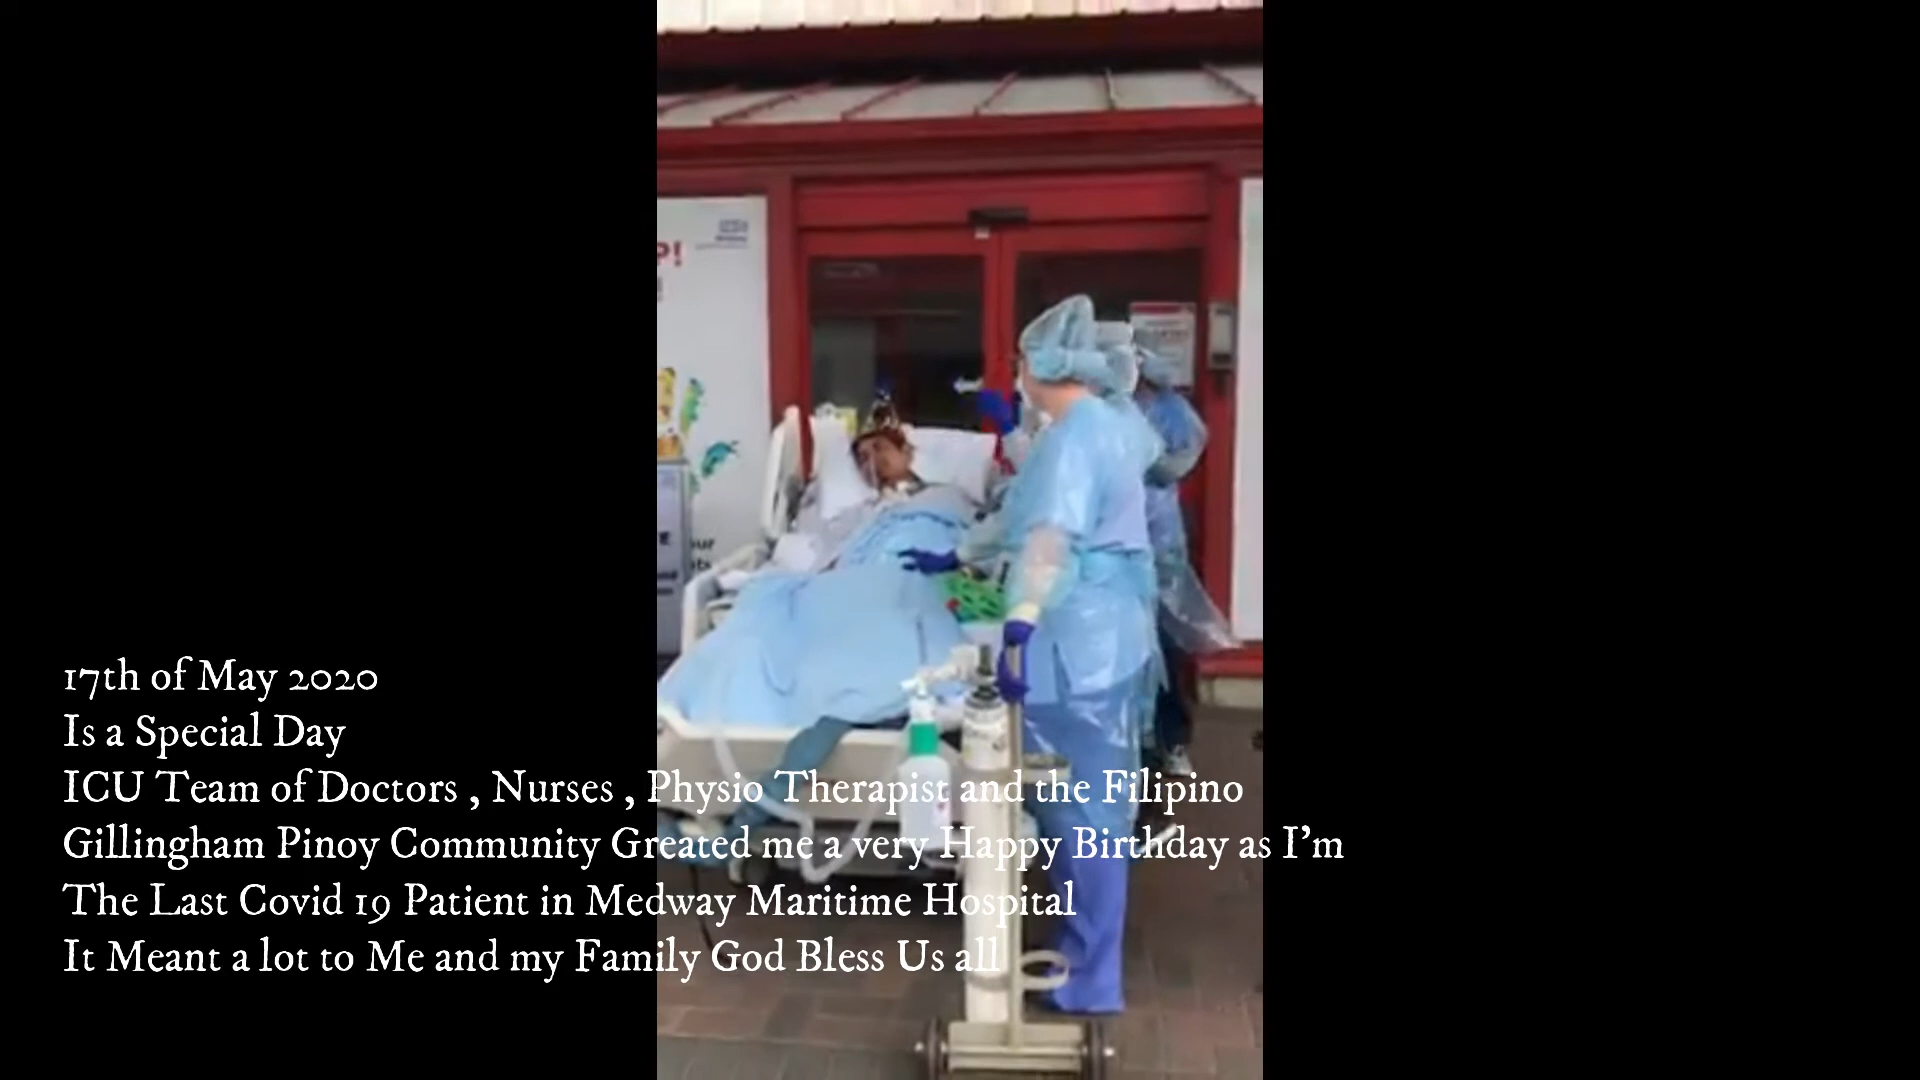 P!
17th of May 2020
Is a Special Day
ICU Team of Doctors , Nurses , Physio Therapist and the Filipino
Gillingham Pinoy Community Greated me a very Happy Birthday as I'm
The Last Covid 19 Patient in Medway Maritime Hospital
It Meant a lot to Me and my Family God Bless Us all